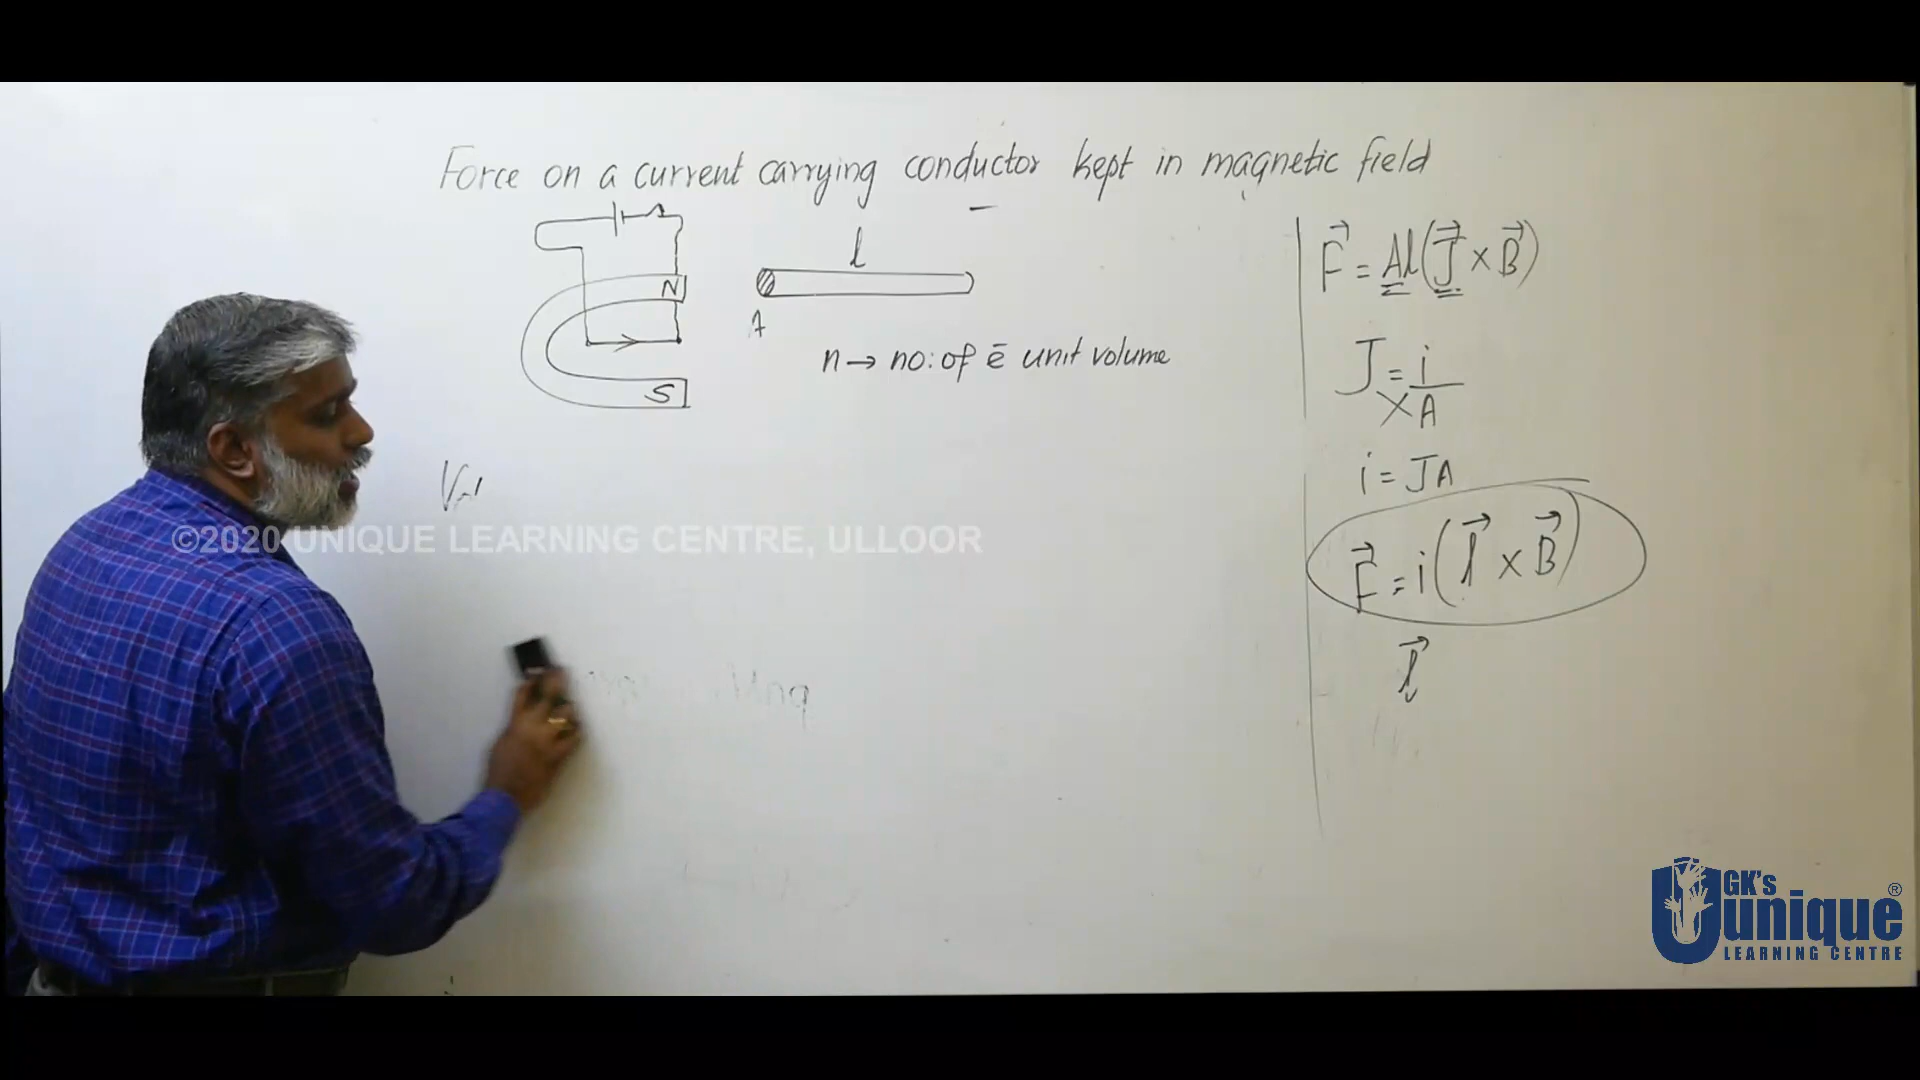 Force on a current carrying conductor kept in magnetic field
N
S
l
A
n → no: of ē unit volume
F⃗ = Al(J⃗ × B⃗)
J = i/A
i = JA
F⃗ = i(l⃗ × B⃗)
l⃗
©2020 UNIQUE LEARNING CENTRE, ULLOOR
GK's
unique®
LEARNING CENTRE